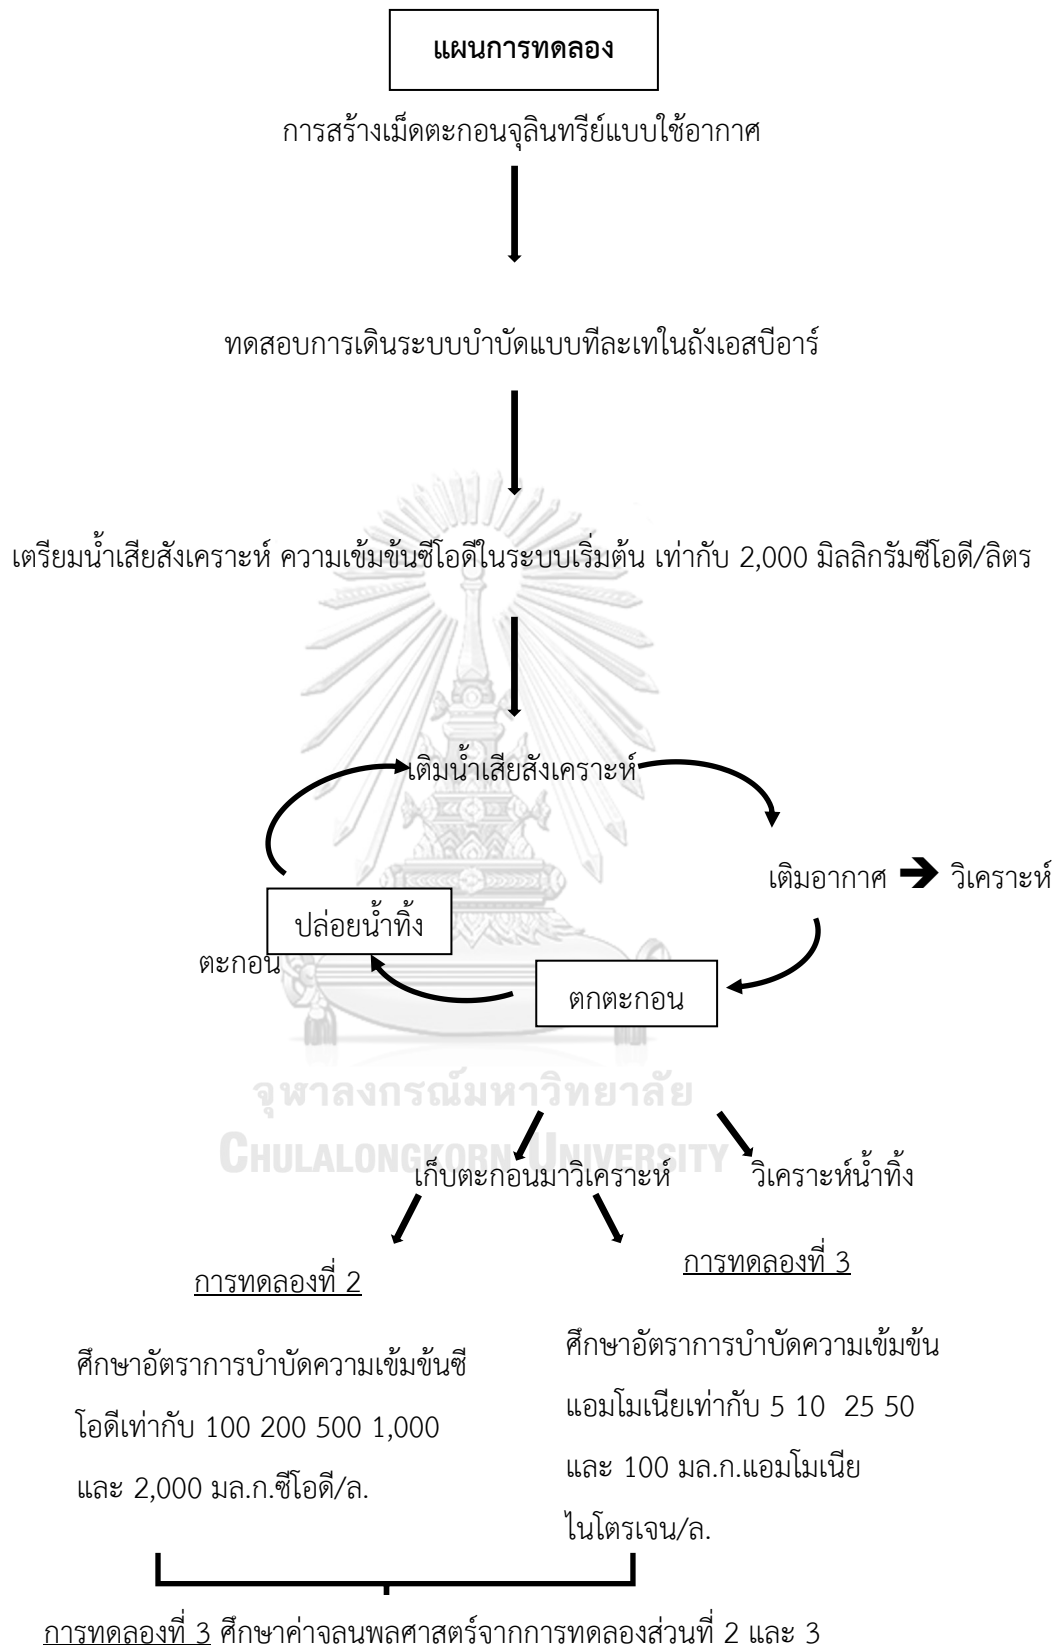 แผนการทดลอง
การสร้างเม็ดตะกอนจุลินทรีย์แบบใช้อากาศ
ทดสอบการเดินระบบบำบัดแบบทีละเทในถังเอสบีอาร์
เตรียมน้ำเสียสังเคราะห์ ความเข้มข้นซีโอดีในระบบเริ่มต้น เท่ากับ 2,000 มิลลิกรัมซีโอดี/ลิตร
เติมน้ำเสียสังเคราะห์
เติมอากาศ ➔ วิเคราะห์
ปล่อยน้ำทิ้ง
ตะกอน
ตกตะกอน
จุฬาลงกรณ์มหาวิทยาลัย
CHULALONGKORN UNIVERSITY
เก็บตะกอนมาวิเคราะห์
วิเคราะห์น้ำทิ้ง
การทดลองที่ 2
ศึกษาอัตราการบำบัดความเข้มข้นซี
โอดีเท่ากับ 100 200 500 1,000
และ 2,000 มล.ก.ซีโอดี/ล.
การทดลองที่ 3
ศึกษาอัตราการบำบัดความเข้มข้น
แอมโมเนียเท่ากับ 5 10 25 50
และ 100 มล.ก.แอมโมเนีย
ไนโตรเจน/ล.
การทดลองที่ 3 ศึกษาค่าจลนพลศาสตร์จากการทดลองส่วนที่ 2 และ 3